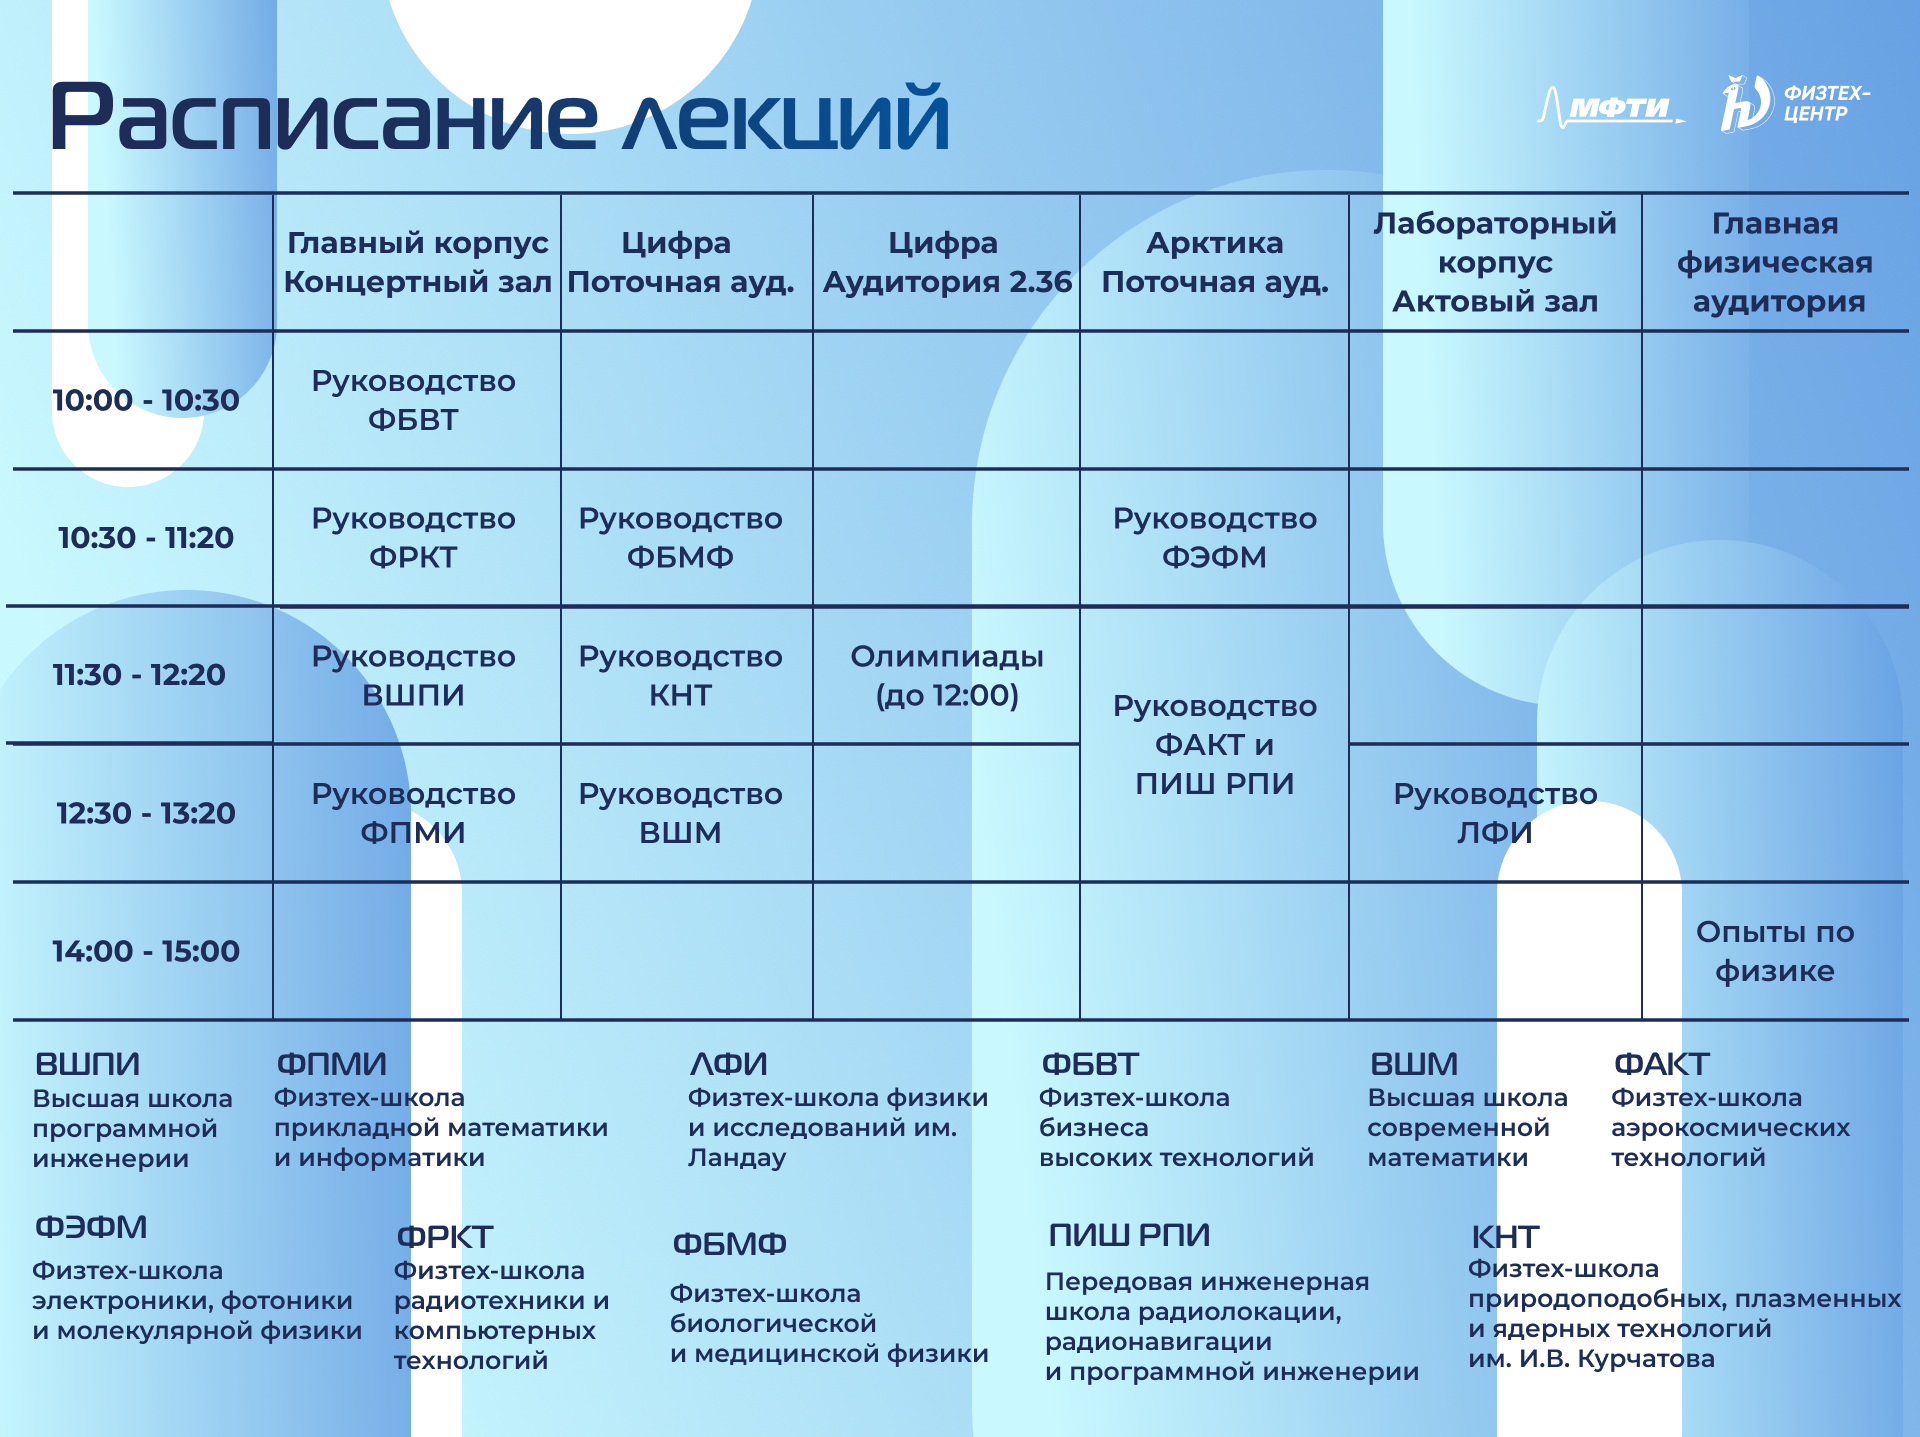 Расписание лекций
МФТИ
ФИЗТЕХ-
ЦЕНТР
Главный корпус
Концертный зал
Цифра
Поточная ауд.
Цифра
Аудитория 2.36
Арктика
Поточная ауд.
Лабораторный
корпус
Актовый зал
Главная
физическая
аудитория
10:00 - 10:30
Руководство
ФБВТ
10:30 - 11:20
Руководство
ФРКТ
Руководство
ФБМФ
Руководство
ФЭФМ
11:30 - 12:20
Руководство
ВШПИ
Руководство
КНТ
Олимпиады
(до 12:00)
Руководство
ФАКТ и
ПИШ РПИ
12:30 - 13:20
Руководство
ФПМИ
Руководство
ВШМ
Руководство
ЛФИ
14:00 - 15:00
Опыты по
физике
ВШПИ
Высшая школа
программной
инженерии
ФПМИ
Физтех-школа
прикладной математики
и информатики
ЛФИ
Физтех-школа физики
и исследований им.
Ландау
ФБВТ
Физтех-школа
бизнеса
высоких технологий
ВШМ
Высшая школа
современной
математики
ФАКТ
Физтех-школа
аэрокосмических
технологий
ФЭФМ
Физтех-школа
электроники, фотоники
и молекулярной физики
ФРКТ
Физтех-школа
радиотехники и
компьютерных
технологий
ФБМФ
Физтех-школа
биологической
и медицинской физики
ПИШ РПИ
Передовая инженерная
школа радиолокации,
радионавигации
и программной инженерии
КНТ
Физтех-школа
природоподобных, плазменных
и ядерных технологий
им. И.В. Курчатова